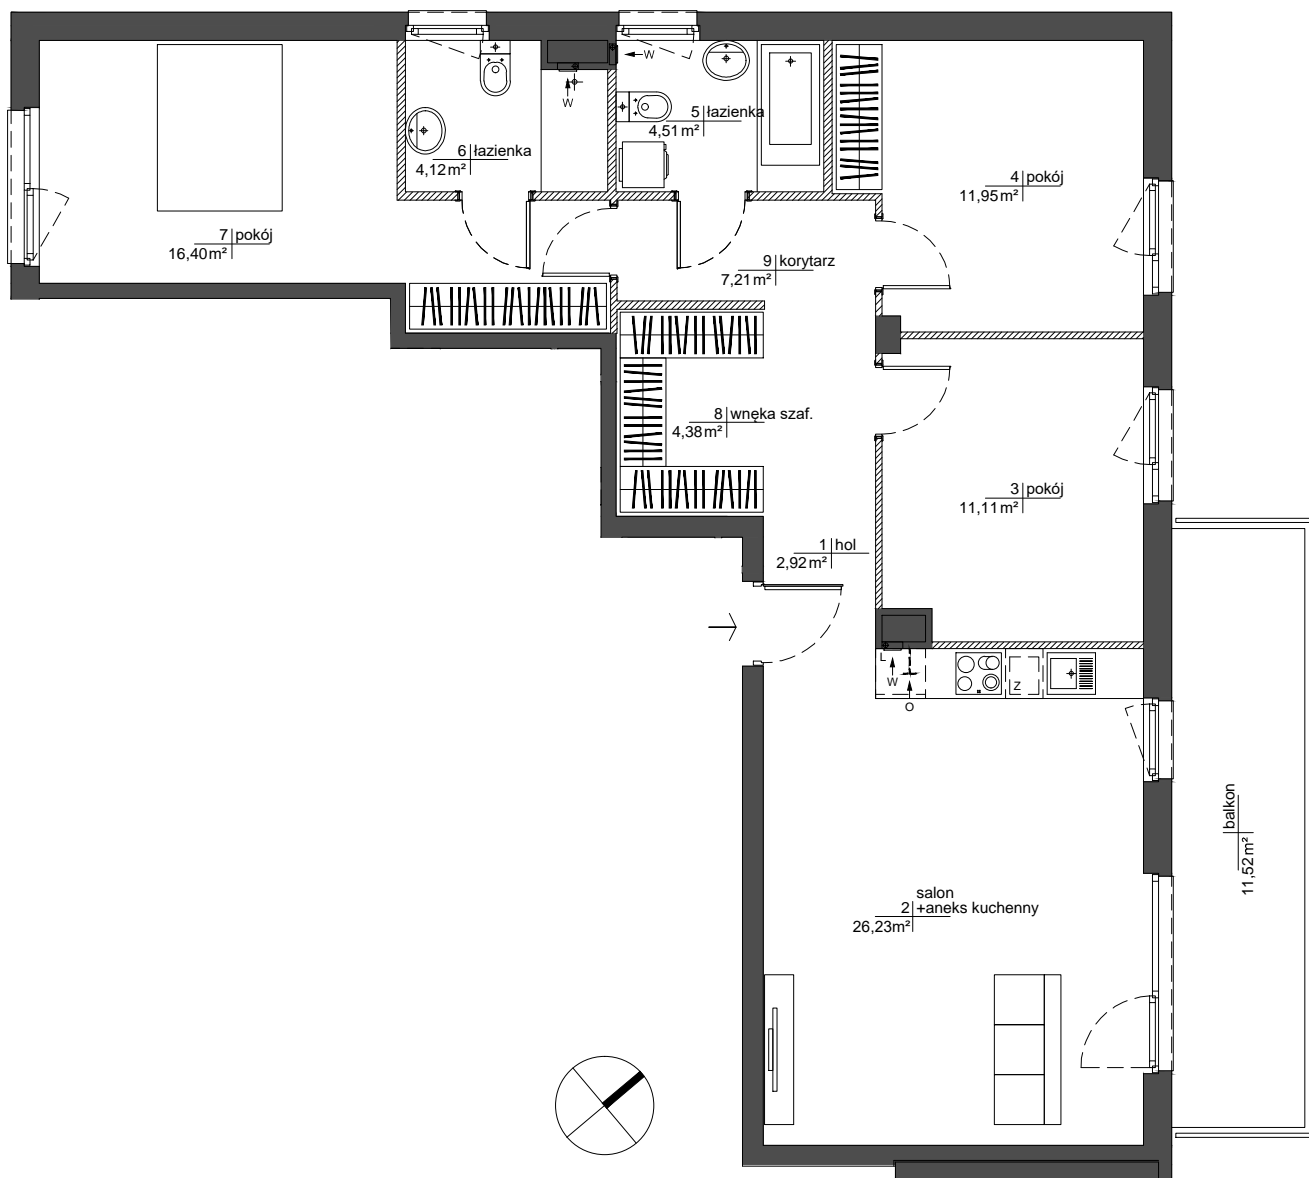 W
W
5 łazienka
4,51 m²
6 łazienka
4,12 m²
4 pokój
11,95 m²
7 pokój
16,40 m²
9 korytarz
7,21 m²
8 wnęka szaf.
4,38 m²
3 pokój
11,11 m²
1 hol
2,92 m²
L
W
Z
O
balkon
11,52 m²
salon
2 +aneks kuchenny
26,23m²